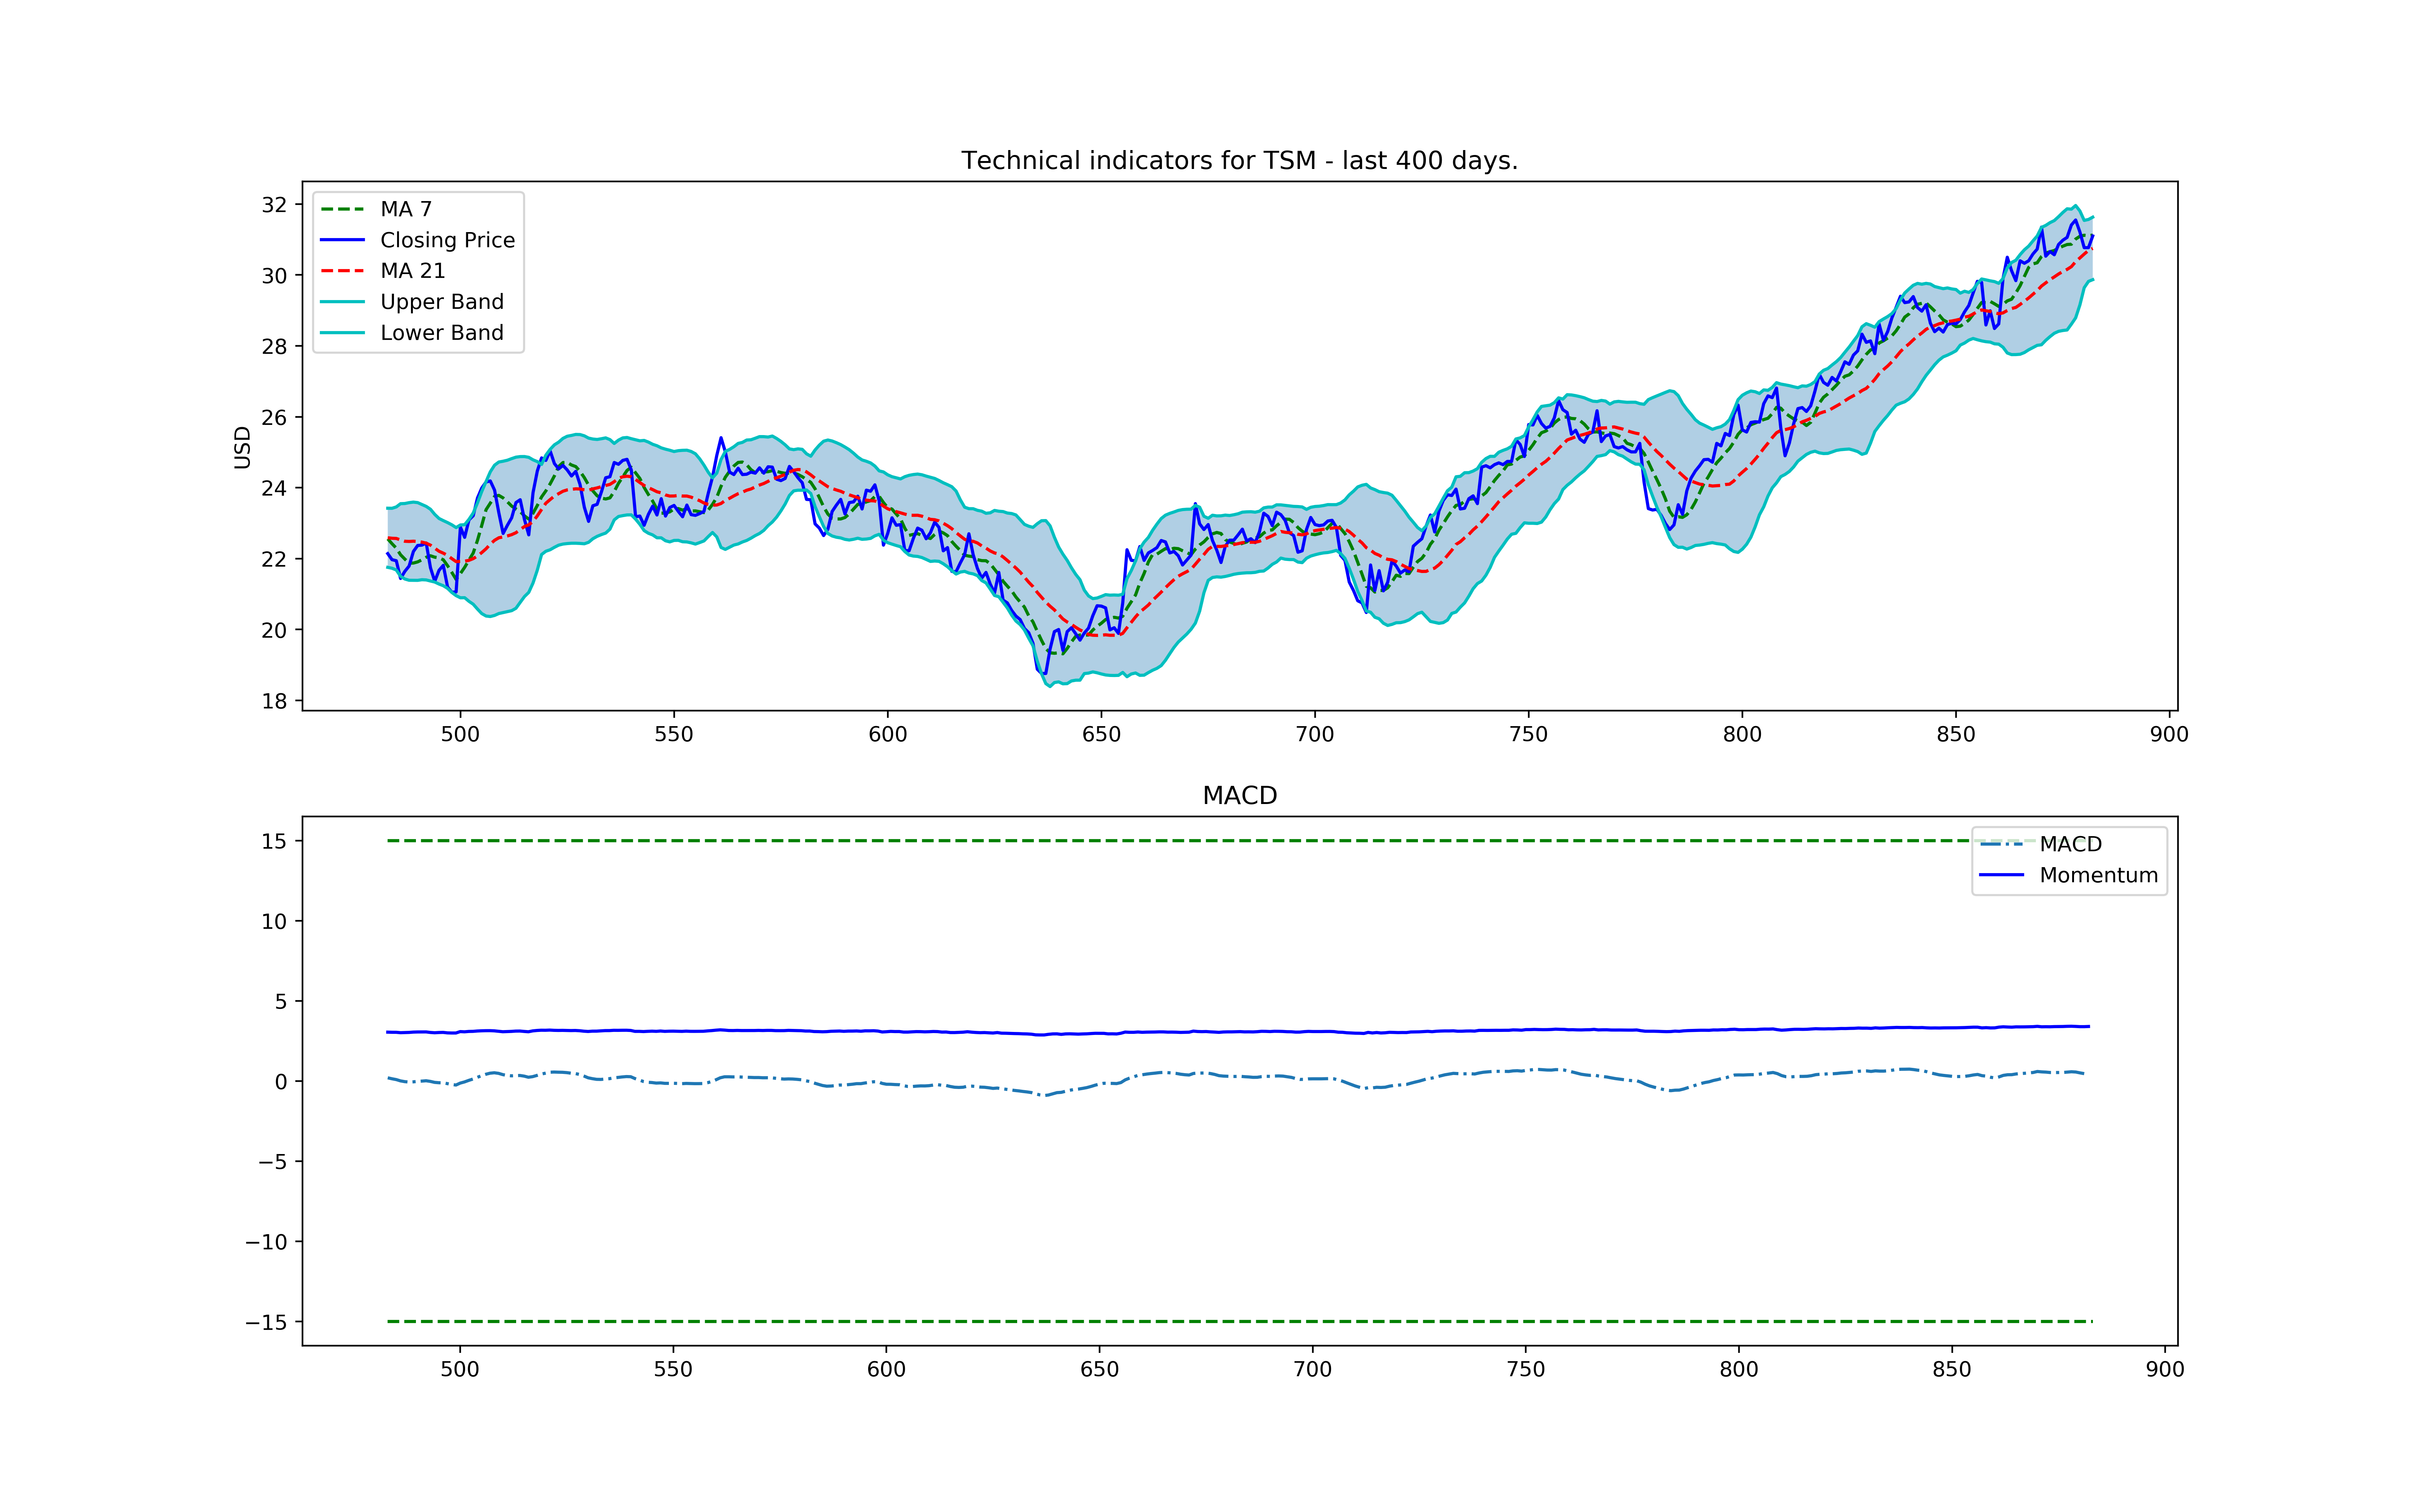 Technical indicators for TSM - last 400 days.
MA 7
Closing Price
MA 21
Upper Band
Lower Band
USD
32
30
28
26
24
22
20
18
500 550 600 650 700 750 800 850 900
MACD
MACD
Momentum
15
10
5
0
−5
−10
−15
500 550 600 650 700 750 800 850 900